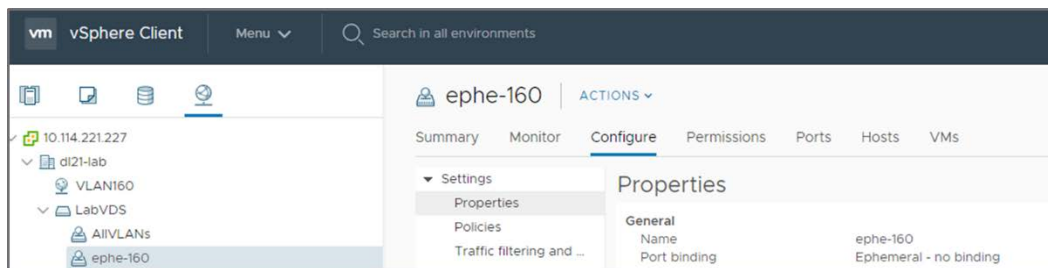 vm vSphere Client Menu Search in all environments
ephe-160 ACTIONS
10.114.221.227
Summary Monitor Configure Permissions Ports Hosts VMs
dl21-lab
VLAN160
Settings
Properties
LabVDS
Properties
General
AllVLANs
Policies
Name ephe-160
ephe-160
Traffic filtering and ...
Port binding Ephemeral - no binding